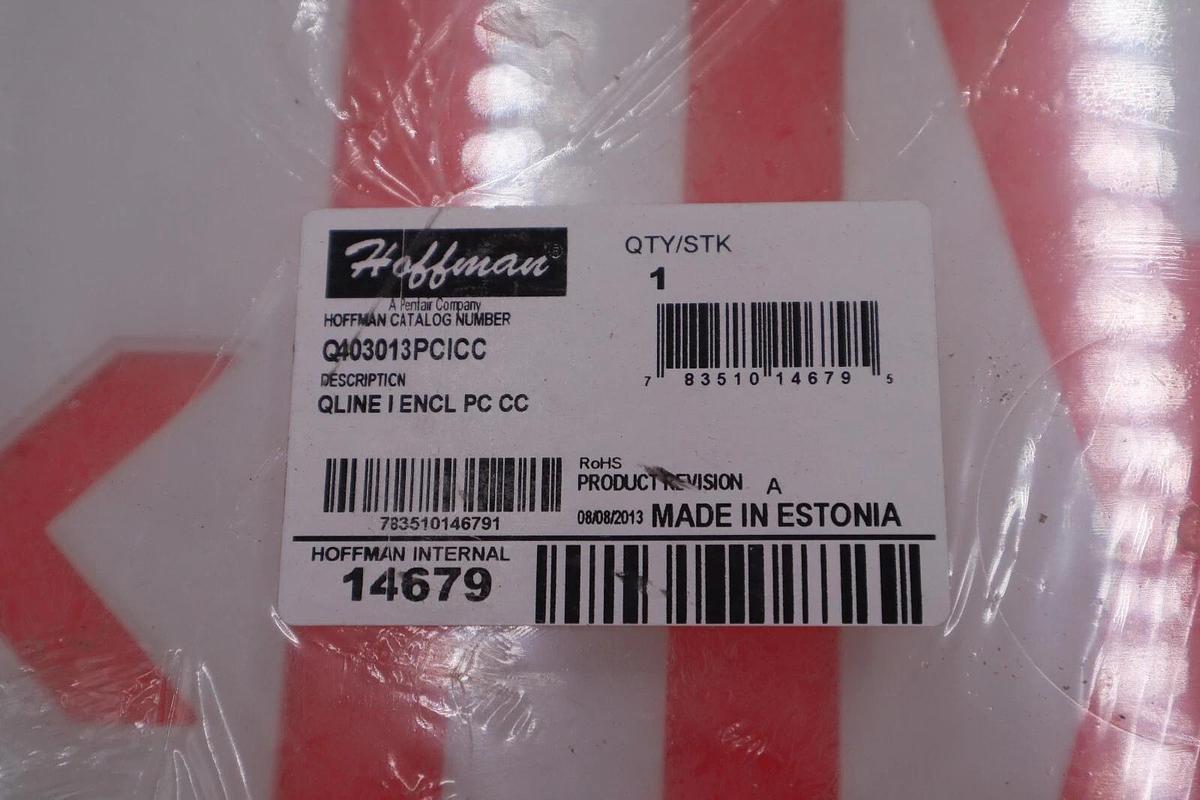 Hoffman®
A Pentair Company
HOFFMAN CATALOG NUMBER
Q403013PCICC
DESCRIPTION
QLINE I ENCL PC CC
QTY/STK
1
7 83510 14679 5
783510146791
RoHS
PRODUCT REVISION A
08/08/2013 MADE IN ESTONIA
HOFFMAN INTERNAL
14679